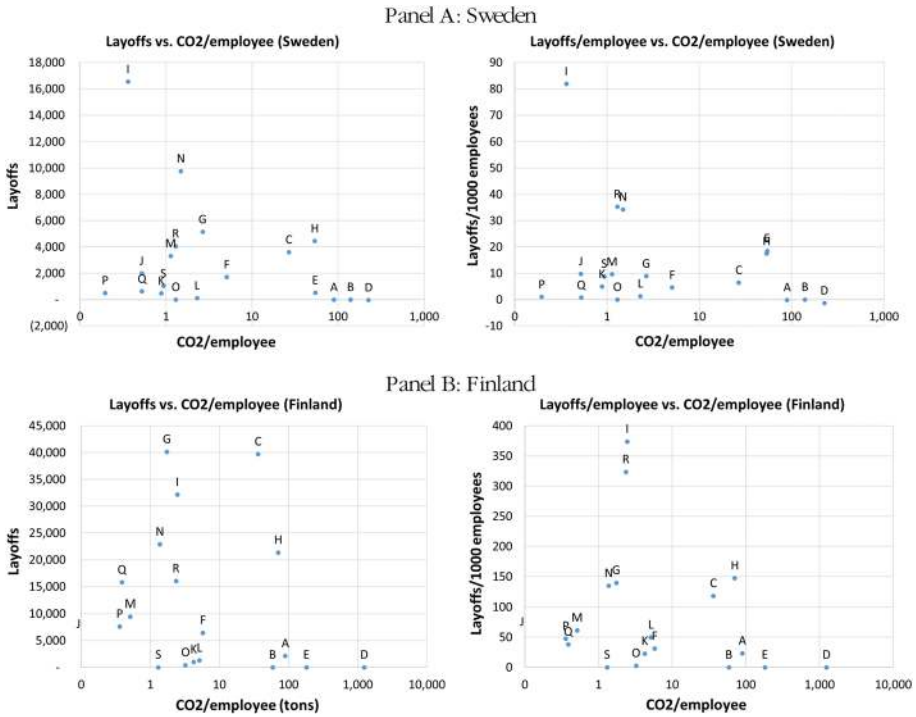 Panel A: Sweden
Layoffs vs. CO2/employee (Sweden)
18,000
16,000
14,000
12,000
10,000
8,000
6,000
4,000
2,000
-
(2,000)
Layoffs
I
N
G
R
H
M
C
J
S
F
P
Q
K
O
L
E
A
B
D
0
1
10
100
1,000
CO2/employee
Layoffs/employee vs. CO2/employee (Sweden)
90
80
70
60
50
40
30
20
10
0
-10
Layoffs/1000 employees
I
R
N
E
H
J
S
M
G
K
F
C
P
Q
O
L
A
B
D
0
1
10
100
1,000
CO2/employee
Panel B: Finland
Layoffs vs. CO2/employee (Finland)
45,000
40,000
35,000
30,000
25,000
20,000
15,000
10,000
5,000
-
Layoffs
G
C
I
N
H
Q
R
M
P
J
F
O
K
L
A
S
B
E
D
0
1
10
100
1,000
10,000
CO2/employee (tons)
Layoffs/employee vs. CO2/employee (Finland)
400
350
300
250
200
150
100
50
0
Layoffs/1000 employees
I
R
N
G
H
C
J
P
Q
M
L
K
F
A
S
O
B
E
D
0
1
10
100
1,000
10,000
CO2/employee